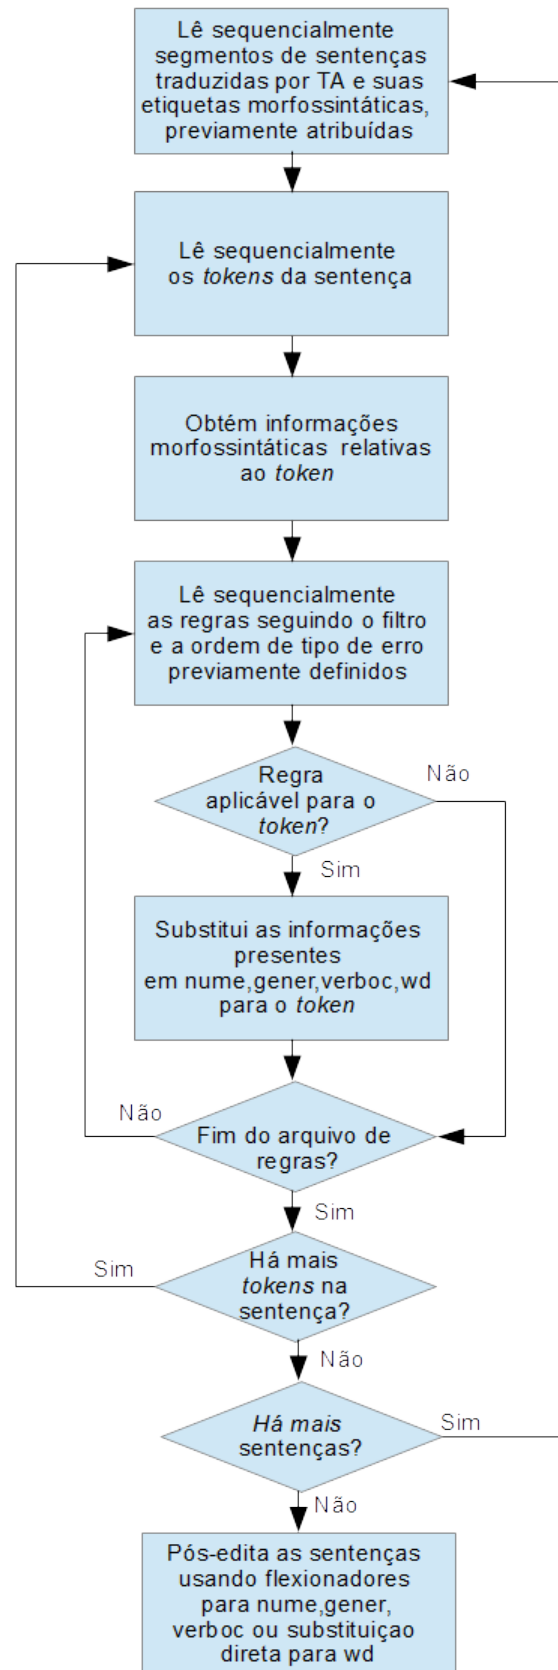 Lê sequencialmente
segmentos de sentenças
traduzidas por TA e suas
etiquetas morfossintáticas,
previamente atribuídas
Lê sequencialmente
os tokens da sentença
Obtém informações
morfossintáticas relativas
ao token
Lê sequencialmente
as regras seguindo o filtro
e a ordem de tipo de erro
previamente definidos
Regra
aplicável para o
token?
Não
Sim
Substitui as informações
presentes
em nume,gener,verboc,wd
para o token
Não
Fim do arquivo de
regras?
Sim
Sim
Há mais
tokens na
sentença?
Não
Há mais
sentenças?
Sim
Não
Pós-edita as sentenças
usando flexionadores
para nume,gener,
verboc ou substituiçao
direta para wd